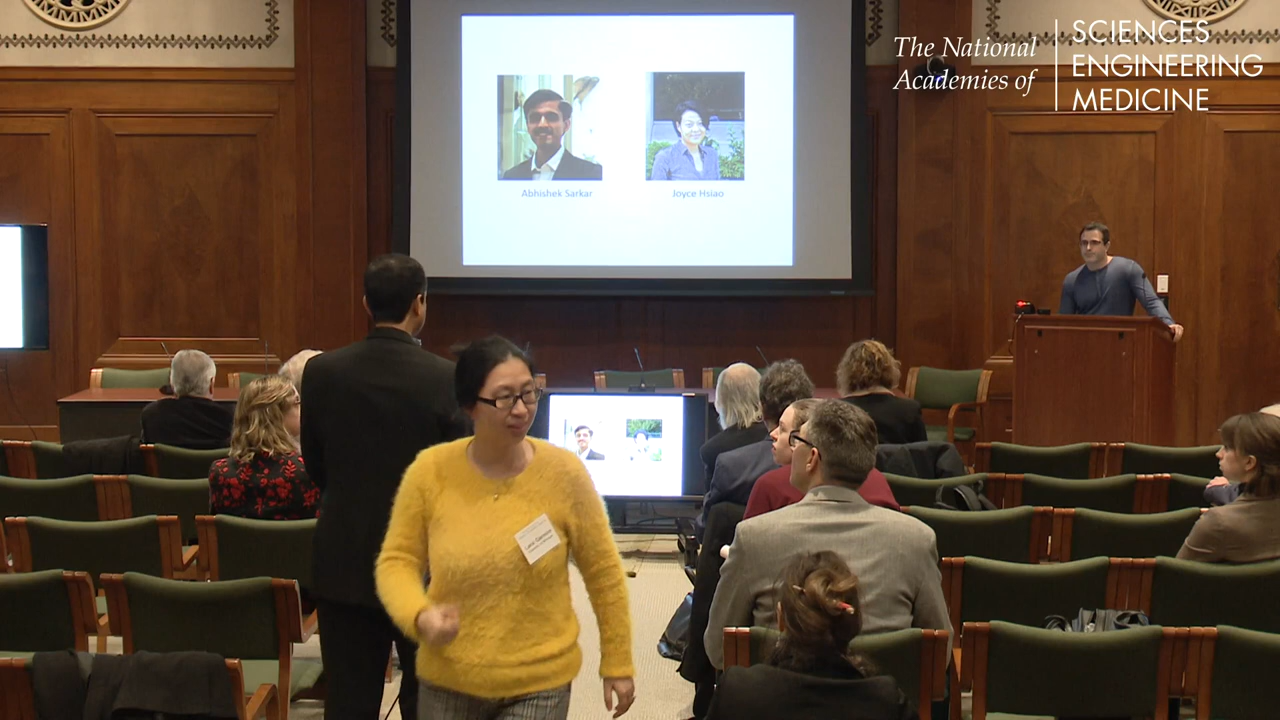 The National
Academies of
SCIENCES
ENGINEERING
MEDICINE
Abhishek Sarkar
Joyce Hsiao